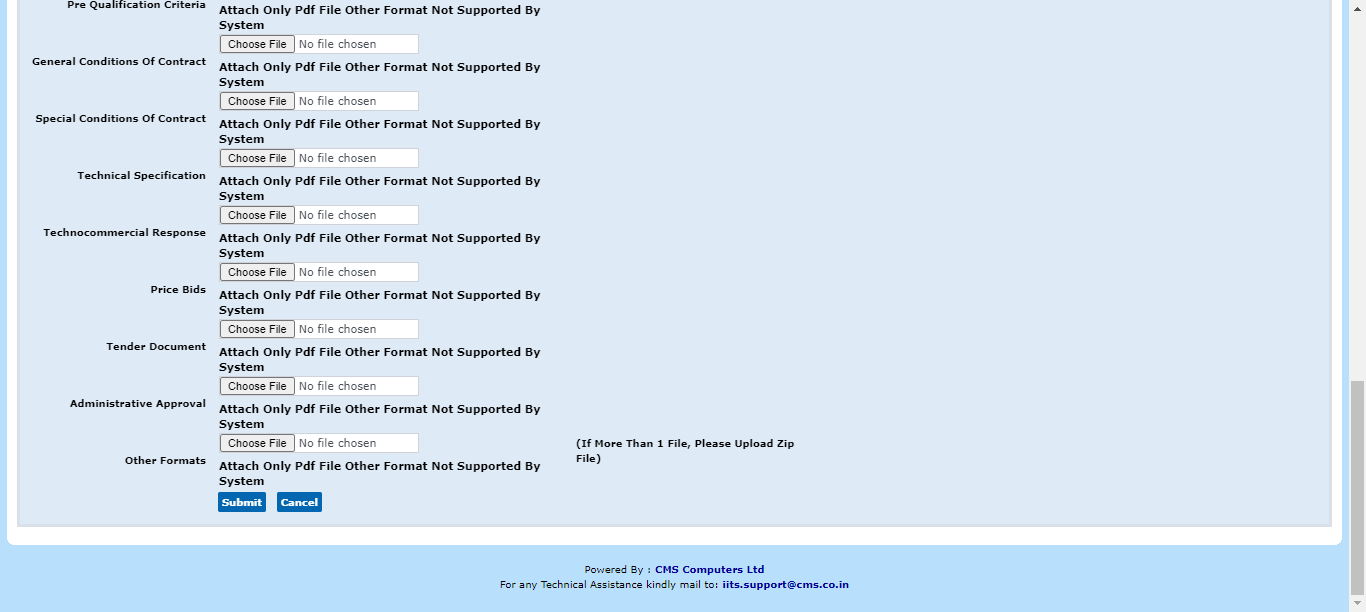 Pre Qualification Criteria
Attach Only Pdf File Other Format Not Supported By
System
Choose File No file chosen
General Conditions Of Contract
Attach Only Pdf File Other Format Not Supported By
System
Choose File No file chosen
Special Conditions Of Contract
Attach Only Pdf File Other Format Not Supported By
System
Choose File No file chosen
Technical Specification
Attach Only Pdf File Other Format Not Supported By
System
Choose File No file chosen
Technocommercial Response
Attach Only Pdf File Other Format Not Supported By
System
Choose File No file chosen
Price Bids
Attach Only Pdf File Other Format Not Supported By
System
Choose File No file chosen
Tender Document
Attach Only Pdf File Other Format Not Supported By
System
Choose File No file chosen
Administrative Approval
Attach Only Pdf File Other Format Not Supported By
System
Choose File No file chosen
(If More Than 1 File, Please Upload Zip
File)
Other Formats
Attach Only Pdf File Other Format Not Supported By
System
Submit Cancel
Powered By : CMS Computers Ltd
For any Technical Assistance kindly mail to: iits.support@cms.co.in